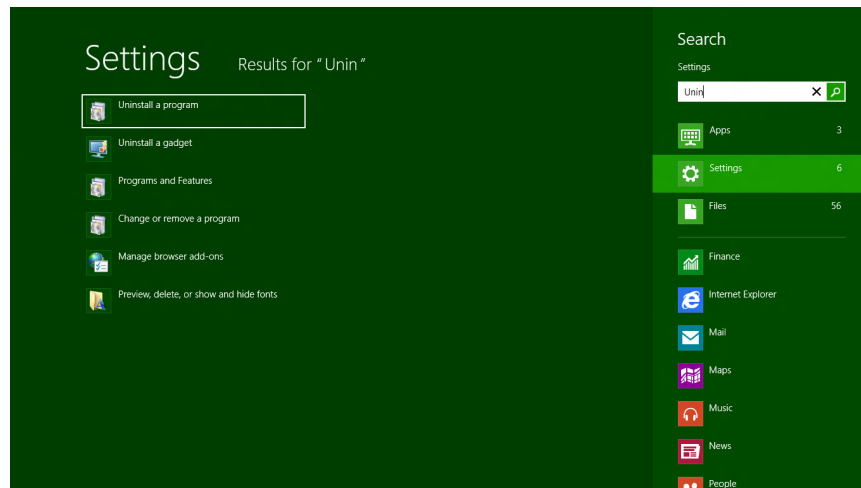 Settings Results for “Unin”
Uninstall a program
Uninstall a gadget
Programs and Features
Change or remove a program
Manage browser add-ons
Preview, delete, or show and hide fonts
Search
Settings
Unin
Apps 3
Settings 6
Files 56
Finance
Internet Explorer
Mail
Maps
Music
News
People